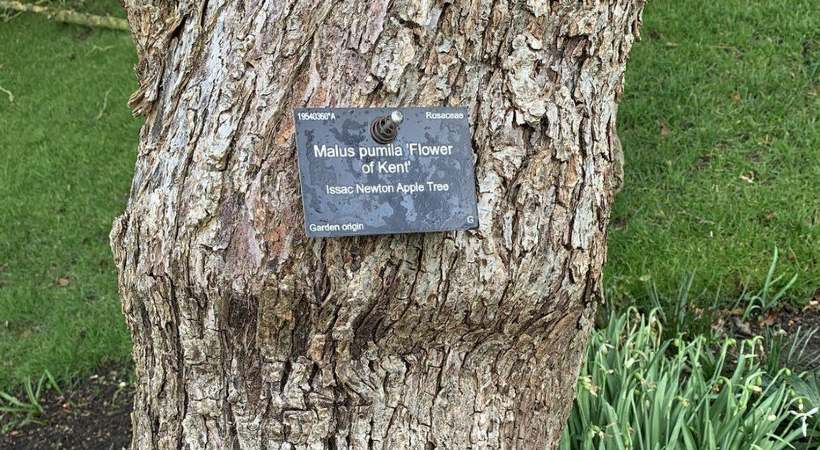 19540360*A Rosaceae
Malus pumila 'Flower
of Kent'
Issac Newton Apple Tree
Garden origin G